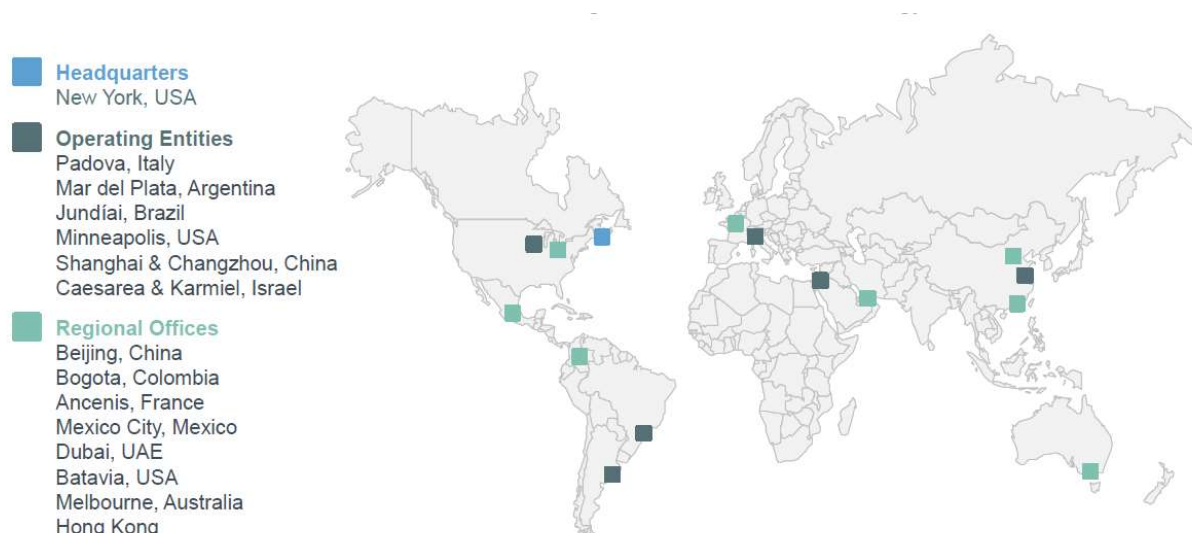 Headquarters
New York, USA
Operating Entities
Padova, Italy
Mar del Plata, Argentina
Jundíai, Brazil
Minneapolis, USA
Shanghai & Changzhou, China
Caesarea & Karmiel, Israel
Regional Offices
Beijing, China
Bogota, Colombia
Ancenis, France
Mexico City, Mexico
Dubai, UAE
Batavia, USA
Melbourne, Australia
Hong Kong